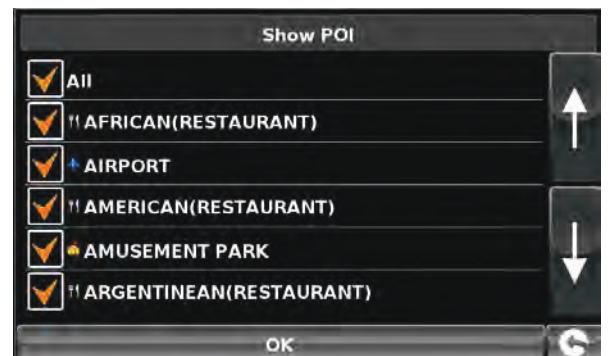 Show POI
All
AFRICAN(RESTAURANT)
AIRPORT
AMERICAN(RESTAURANT)
AMUSEMENT PARK
ARGENTINEAN(RESTAURANT)
OK